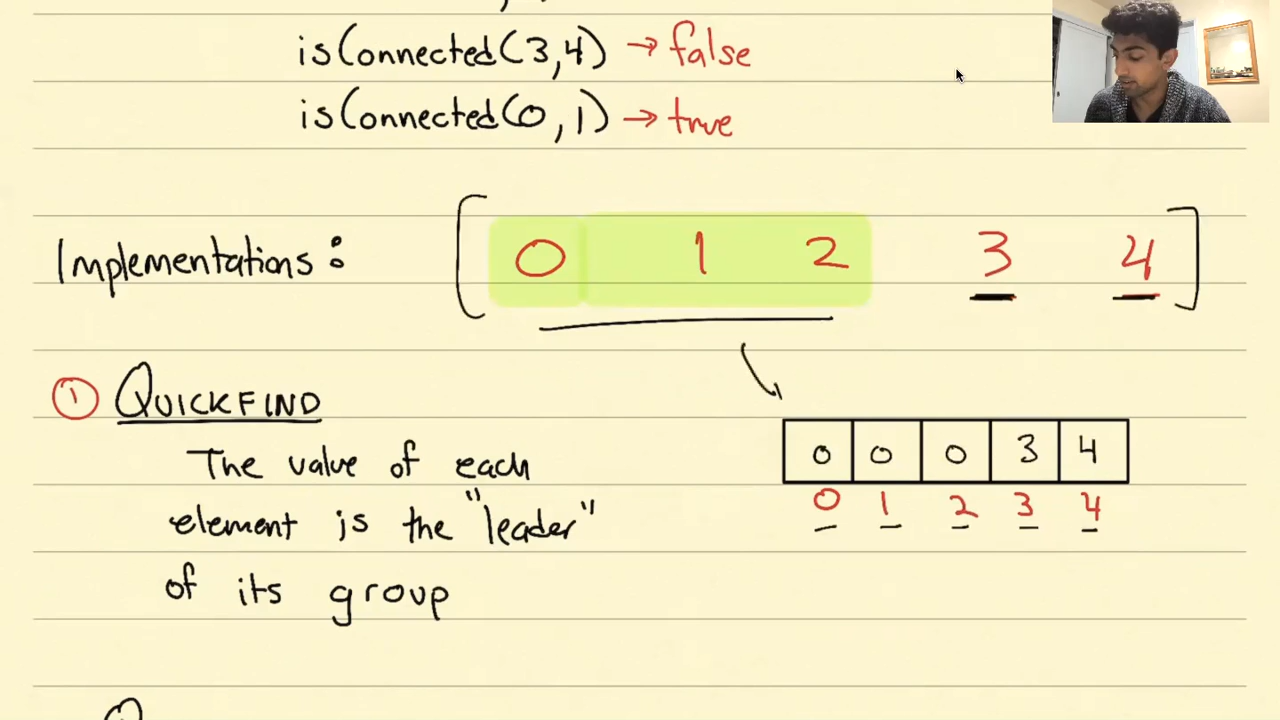 isConnected(3,4) → false
isConnected(0,1) → true
Implementations: [ 0 1 2 3 4 ]
① QUICKFIND
The value of each
element is the "leader"
of its group
0 0 0 3 4
0 1 2 3 4